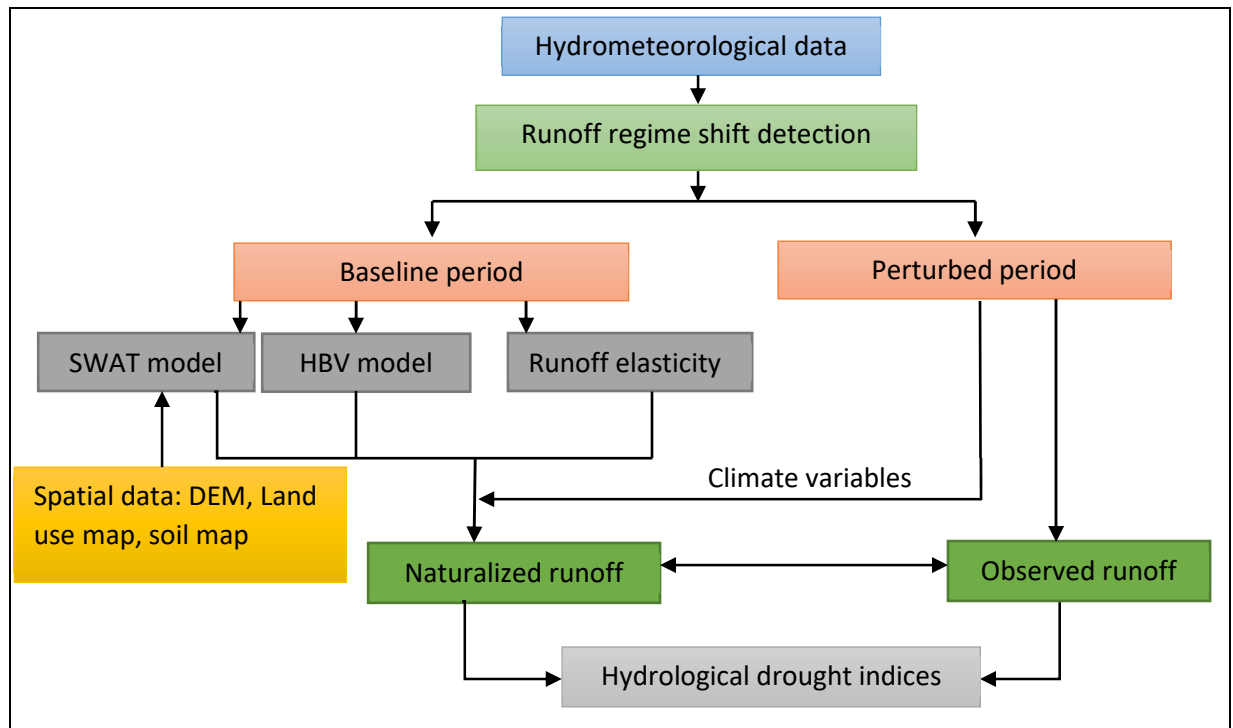 Hydrometeorological data
Runoff regime shift detection
Baseline period
Perturbed period
SWAT model
HBV model
Runoff elasticity
Climate variables
Spatial data: DEM, Land
use map, soil map
Naturalized runoff
Observed runoff
Hydrological drought indices